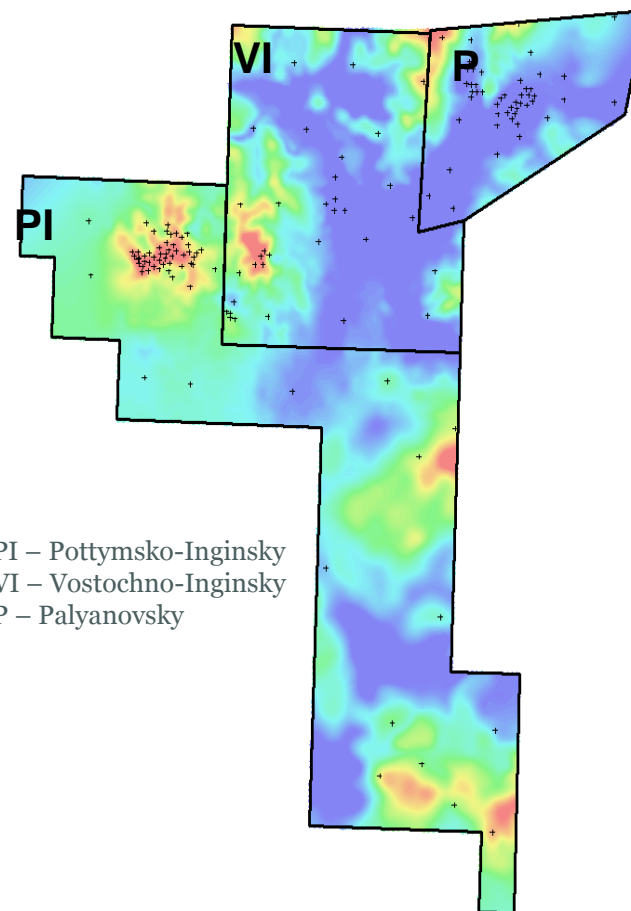 VI
P
PI
PI – Pottymsko-Inginsky
VI – Vostochno-Inginsky
P – Palyanovsky